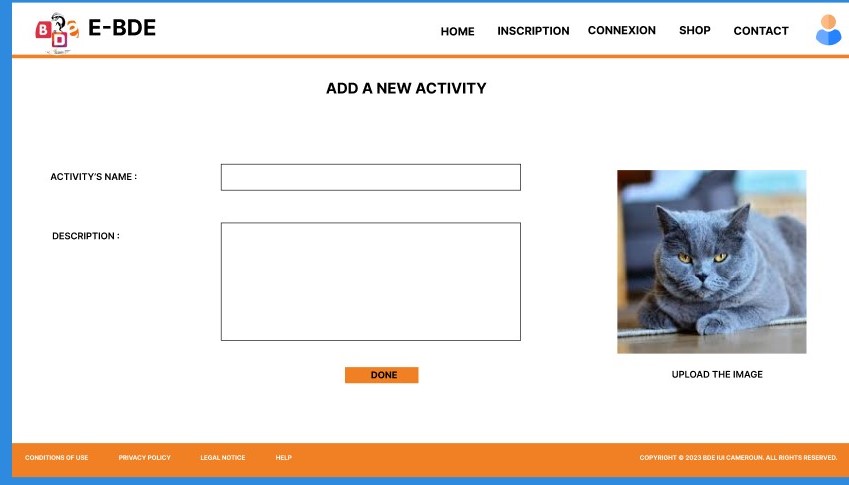 B
D
E-BDE
HOME
INSCRIPTION
CONNEXION
SHOP
CONTACT
ADD A NEW ACTIVITY
ACTIVITY'S NAME :
DESCRIPTION :
DONE
UPLOAD THE IMAGE
CONDITIONS OF USE
PRIVACY POLICY
LEGAL NOTICE
HELP
COPYRIGHT © 2023 BDE IUI CAMEROUN. ALL RIGHTS RESERVED.